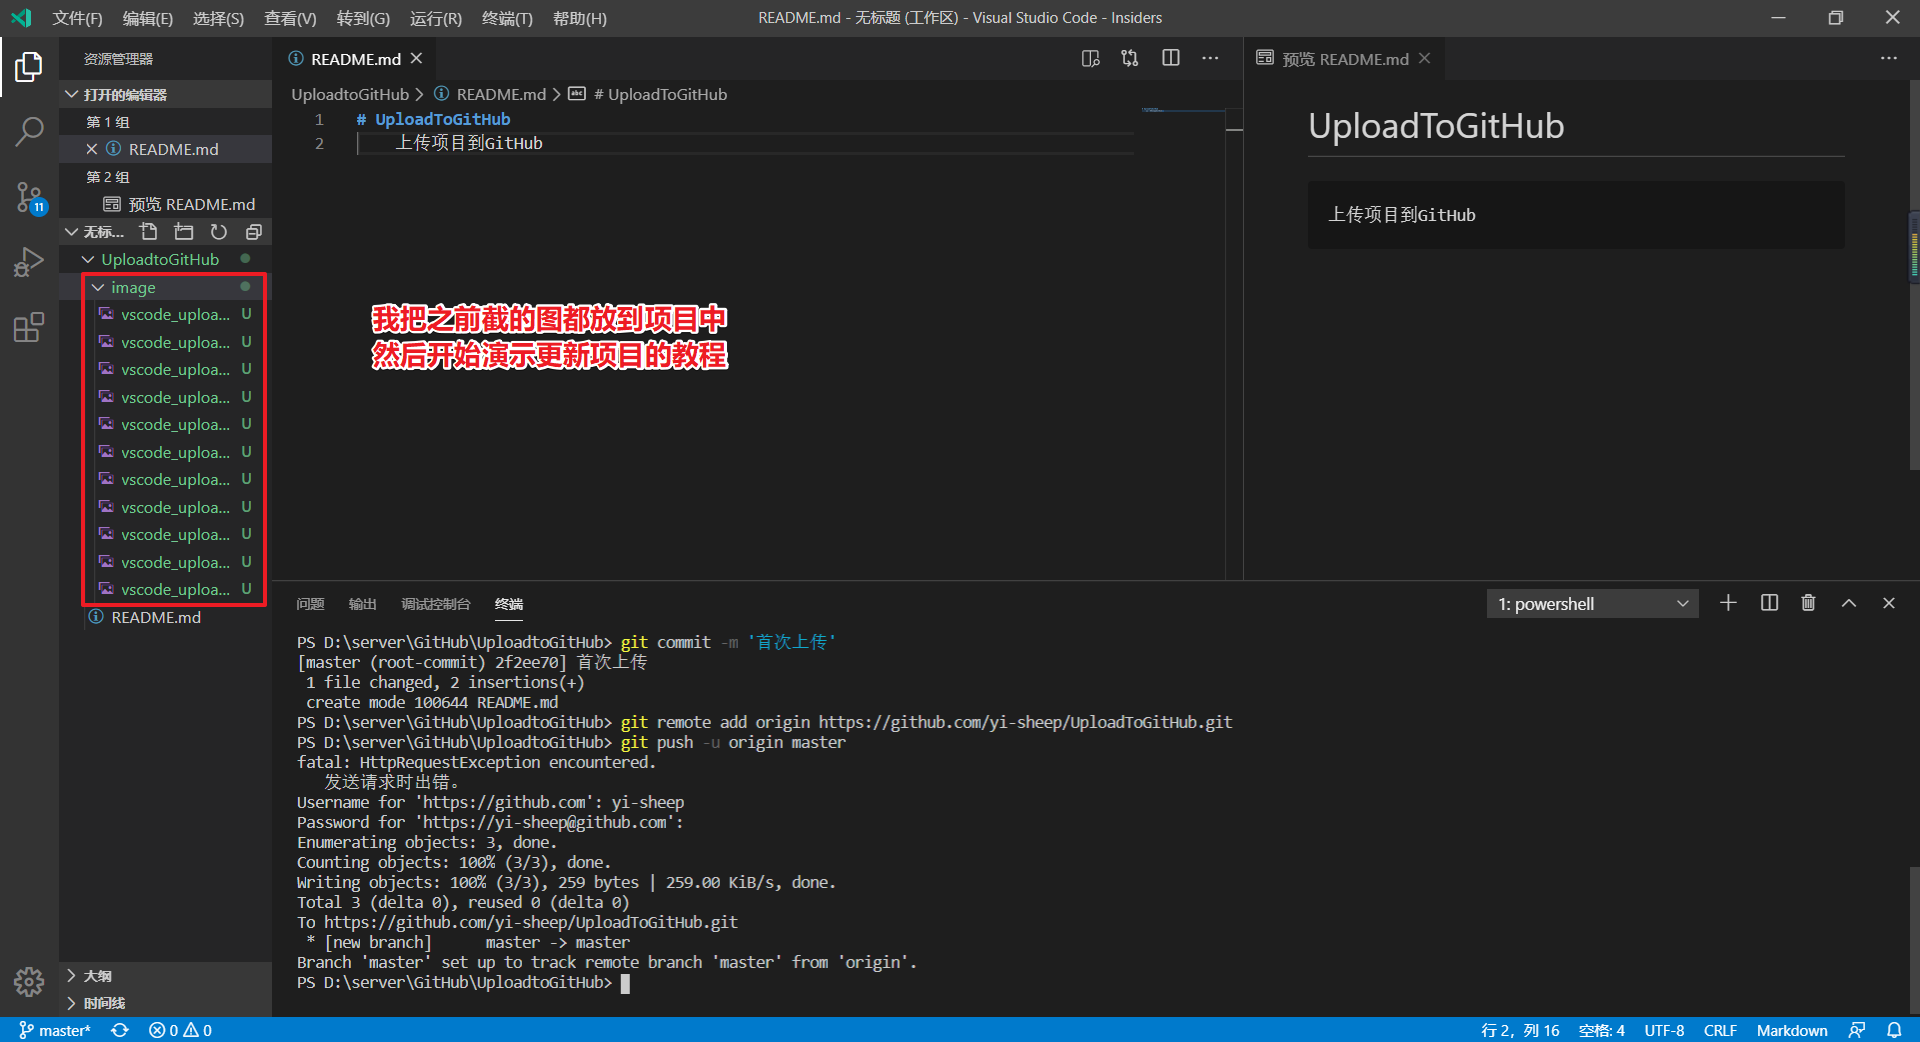 文件(F) 编辑(E) 选择(S) 查看(V) 转到(G) 运行(R) 终端(T) 帮助(H)
README.md - 无标题 (工作区) - Visual Studio Code - Insiders
资源管理器
打开的编辑器
第 1 组
README.md
第 2 组
预览 README.md
11
无标...
UploadtoGitHub
image
vscode_uploa... U
vscode_uploa... U
vscode_uploa... U
vscode_uploa... U
vscode_uploa... U
vscode_uploa... U
vscode_uploa... U
vscode_uploa... U
vscode_uploa... U
vscode_uploa... U
vscode_uploa... U
README.md
大纲
时间线
README.md
UploadtoGitHub > README.md > # UploadToGitHub
1 # UploadToGitHub
2 上传项目到GitHub
我把之前截的图都放到项目中
然后开始演示更新项目的教程
预览 README.md
UploadToGitHub
上传项目到GitHub
问题 输出 调试控制台 终端
1: powershell
PS D:\server\GitHub\UploadtoGitHub> git commit -m '首次上传'
[master (root-commit) 2f2ee70] 首次上传
1 file changed, 2 insertions(+)
create mode 100644 README.md
PS D:\server\GitHub\UploadtoGitHub> git remote add origin https://github.com/yi-sheep/UploadToGitHub.git
PS D:\server\GitHub\UploadtoGitHub> git push -u origin master
fatal: HttpRequestException encountered.
发送请求时出错。
Username for 'https://github.com': yi-sheep
Password for 'https://yi-sheep@github.com':
Enumerating objects: 3, done.
Counting objects: 100% (3/3), done.
Writing objects: 100% (3/3), 259 bytes | 259.00 KiB/s, done.
Total 3 (delta 0), reused 0 (delta 0)
To https://github.com/yi-sheep/UploadToGitHub.git
* [new branch] master -> master
Branch 'master' set up to track remote branch 'master' from 'origin'.
PS D:\server\GitHub\UploadtoGitHub>
master* 0 0
行 2, 列 16 空格: 4 UTF-8 CRLF Markdown